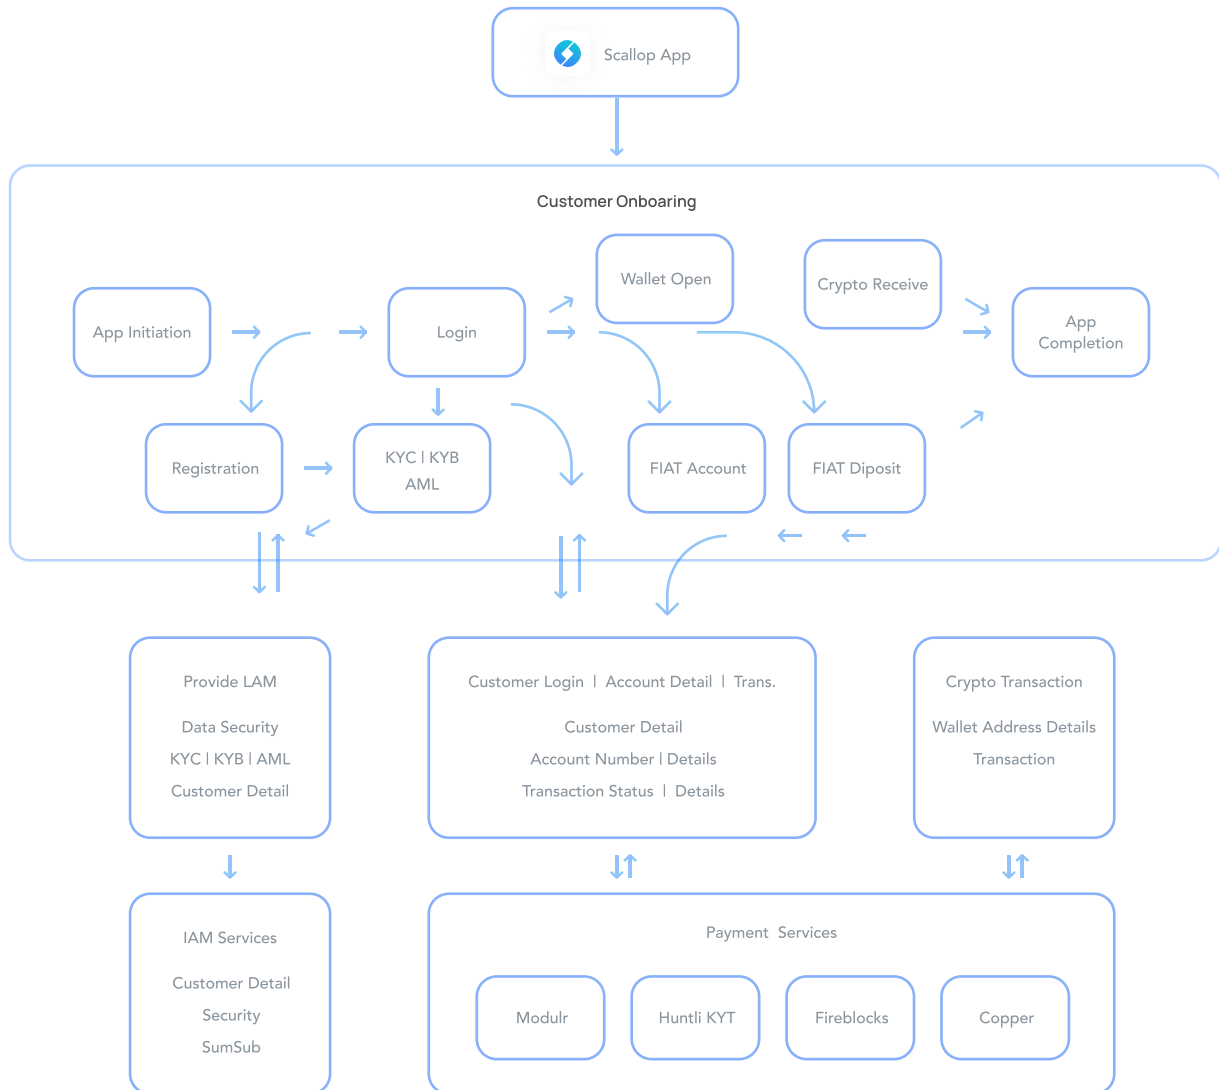 Scallop App
Customer Onboaring
Wallet Open
Crypto Receive
App Initiation
Login
App
Completion
Registration
KYC | KYB
AML
FIAT Account
FIAT Diposit
Provide LAM
Data Security
KYC | KYB | AML
Customer Detail
Customer Login | Account Detail | Trans.
Customer Detail
Account Number | Details
Transaction Status | Details
Crypto Transaction
Wallet Address Details
Transaction
IAM Services
Customer Detail
Security
SumSub
Payment Services
Modulr
Huntli KYT
Fireblocks
Copper